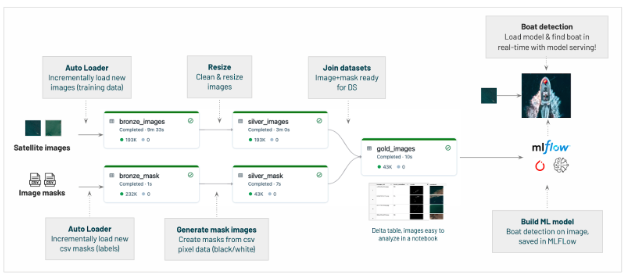 Boat detection
Load model & find boat in
real-time with model serving!
Auto Loader
Incrementally load new
images (training data)
Resize
Clean & resize
images
Join datasets
Image+mask ready
for DS
bronze_images
Completed · 0m 33s
193K 0
silver_images
Completed · 3m 3s
193K 0
Satellite images
gold_images
Completed · 10s
43K 0
mlflow
Image masks
bronze_mask
Completed · 1s
232K 0
silver_mask
Completed · 7s
43K 0
Auto Loader
Incrementally load new
csv masks (labels)
Generate mask images
Create masks from csv
pixel data (black/white)
Delta table, images easy to
analyze in a notebook
Build ML model
Boat detection on image,
saved in MLFLow